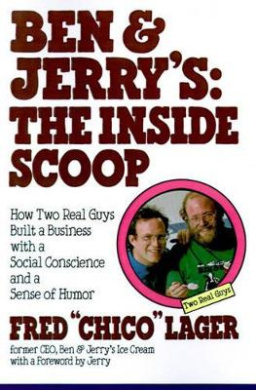 BEN &
JERRY'S:
THE INSIDE
SCOOP
How Two Real Guys
Built a Business
with a
Social Conscience
and a
Sense of Humor
Two Real Guys
FRED "CHICO" LAGER
former CEO, Ben & Jerry's Ice Cream
with a Foreword by Jerry